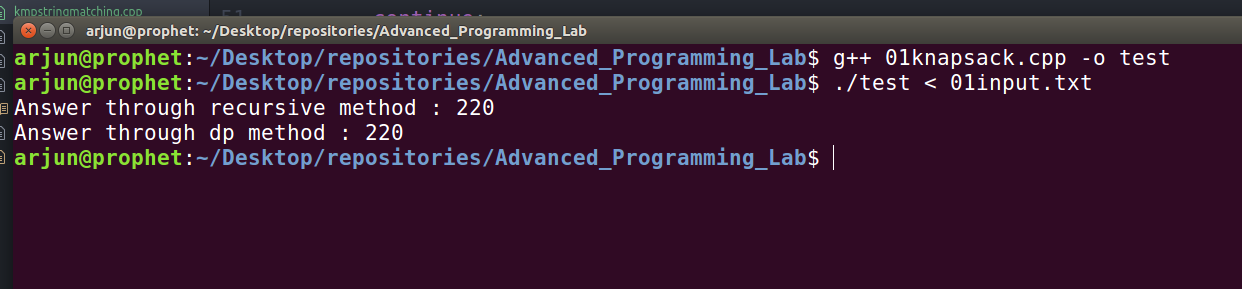 kmpstringmatching.cpp
51 continue;
arjun@prophet: ~/Desktop/repositories/Advanced_Programming_Lab
arjun@prophet:~/Desktop/repositories/Advanced_Programming_Lab$ g++ 01knapsack.cpp -o test
arjun@prophet:~/Desktop/repositories/Advanced_Programming_Lab$ ./test < 01input.txt
Answer through recursive method : 220
Answer through dp method : 220
arjun@prophet:~/Desktop/repositories/Advanced_Programming_Lab$